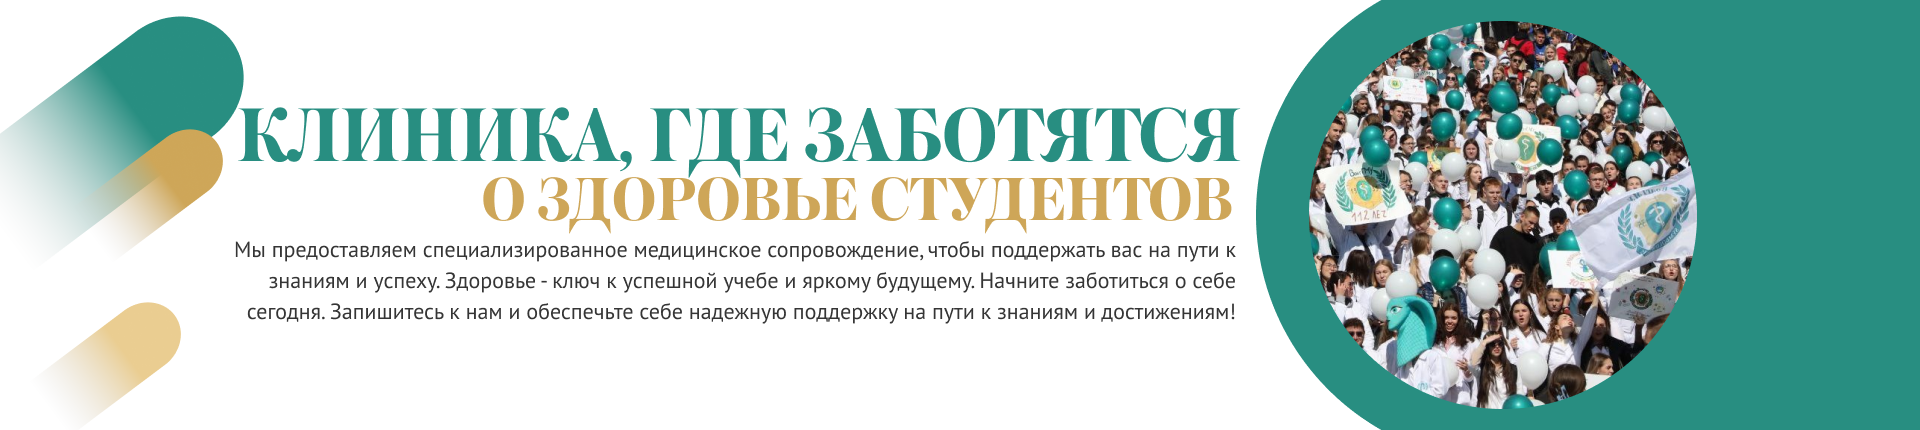 КЛИНИКА, ГДЕ ЗАБОТЯТСЯ
О ЗДОРОВЬЕ СТУДЕНТОВ
Мы предоставляем специализированное медицинское сопровождение, чтобы поддержать вас на пути к
знаниям и успеху. Здоровье - ключ к успешной учебе и яркому будущему. Начните заботиться о себе
сегодня. Запишитесь к нам и обеспечьте себе надежную поддержку на пути к знаниям и достижениям!
112 ЛЕТ